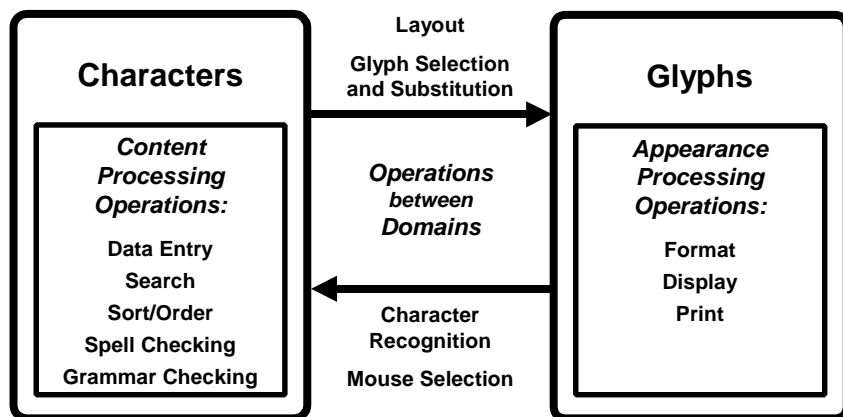 Characters
Content
Processing
Operations:
Data Entry
Search
Sort/Order
Spell Checking
Grammar Checking
Layout
Glyph Selection
and Substitution
Operations
between
Domains
Character
Recognition
Mouse Selection
Glyphs
Appearance
Processing
Operations:
Format
Display
Print